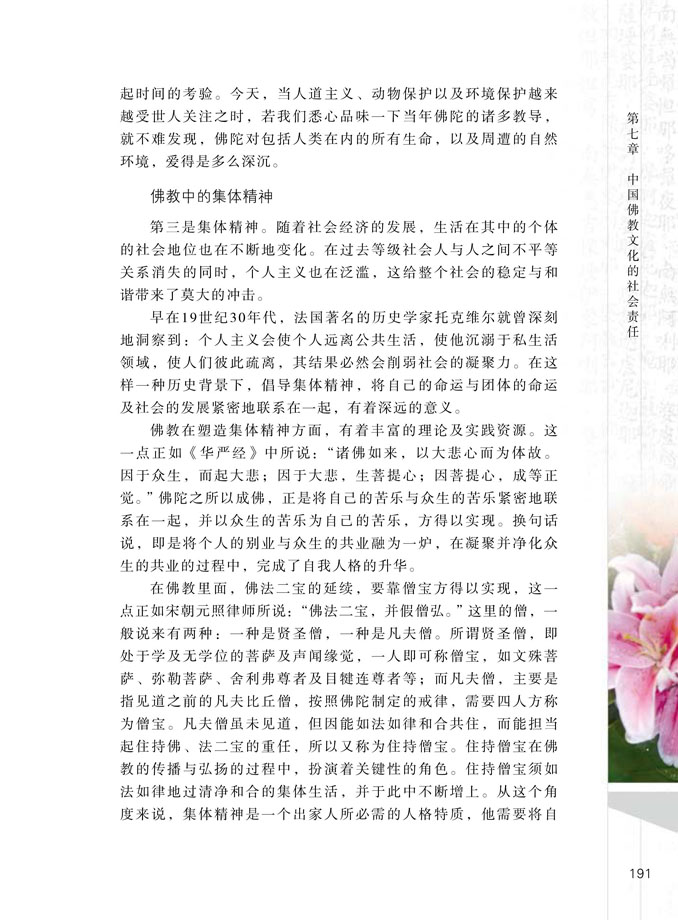 起时间的考验。今天，当人道主义、动物保护以及环境保护越来
越受世人关注之时，若我们悉心品味一下当年佛陀的诸多教导，
就不难发现，佛陀对包括人类在内的所有生命，以及周遭的自然
环境，爱得是多么深沉。
佛教中的集体精神
第三是集体精神。随着社会经济的发展，生活在其中的个体
的社会地位也在不断地变化。在过去等级社会人与人之间不平等
关系消失的同时，个人主义也在泛滥，这给整个社会的稳定与和
谐带来了莫大的冲击。
早在19世纪30年代，法国著名的历史学家托克维尔就曾深刻
地洞察到：个人主义会使个人远离公共生活，使他沉溺于私生活
领域，使人们彼此疏离，其结果必然会削弱社会的凝聚力。在这
样一种历史背景下，倡导集体精神，将自己的命运与团体的命运
及社会的发展紧密地联系在一起，有着深远的意义。
佛教在塑造集体精神方面，有着丰富的理论及实践资源。这
一点正如《华严经》中所说：“诸佛如来，以大悲心而为体故。
因于众生，而起大悲；因于大悲，生菩提心；因菩提心，成等正
觉。”佛陀之所以成佛，正是将自己的苦乐与众生的苦乐紧密地联
系在一起，并以众生的苦乐为自己的苦乐，方得以实现。换句话
说，即是将个人的别业与众生的共业融为一炉，在凝聚并净化众
生的共业的过程中，完成了自我人格的升华。
在佛教里面，佛法二宝的延续，要靠僧宝方得以实现，这一
点正如宋朝元照律师所说：“佛法二宝，并假僧弘。”这里的僧，一
般说来有两种：一种是贤圣僧，一种是凡夫僧。所谓贤圣僧，即
处于学及无学位的菩萨及声闻缘觉，一人即可称僧宝，如文殊菩
萨、弥勒菩萨、舍利弗尊者及目犍连尊者等；而凡夫僧，主要是
指见道之前的凡夫比丘僧，按照佛陀制定的戒律，需要四人方称
为僧宝。凡夫僧虽未见道，但因能如法如律和合共住，而能担当
起住持佛、法二宝的重任，所以又称为住持僧宝。住持僧宝在佛
教的传播与弘扬的过程中，扮演着关键性的角色。住持僧宝须如
法如律地过清净和合的集体生活，并于此中不断增上。从这个角
度来说，集体精神是一个出家人所必需的人格特质，他需要将自
第七章 中国佛教文化的社会责任
191